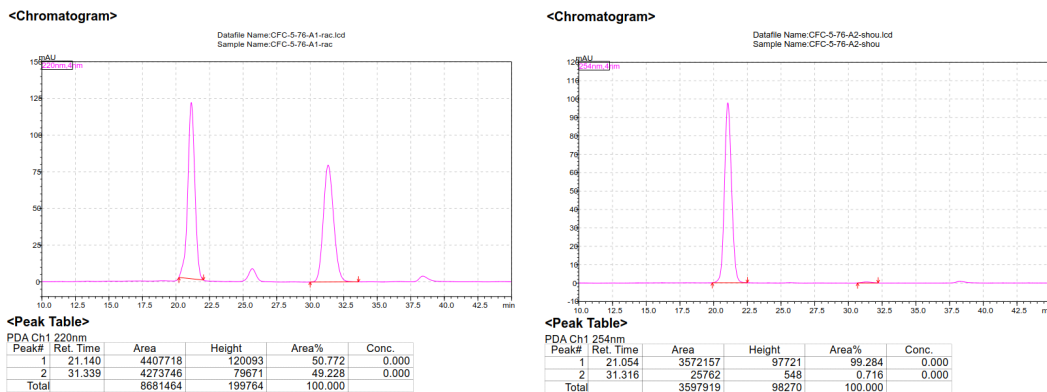 <Chromatogram>
Datafile Name:CFC-5-76-A1-rac.lcd
Sample Name:CFC-5-76-A1-rac
mAU
150
220nm,4nm
125
100
75
50
25
0
10.0 12.5 15.0 17.5 20.0 22.5 25.0 27.5 30.0 32.5 35.0 37.5 40.0 42.5 min
<Peak Table>
PDA Ch1 220nm
Peak# Ret. Time Area Height Area% Conc.
1 21.140 4407718 120093 50.772 0.000
2 31.339 4273746 79671 49.228 0.000
Total 8681464 199764 100.000
<Chromatogram>
Datafile Name:CFC-5-76-A2-shou.lcd
Sample Name:CFC-5-76-A2-shou
mAU
120
254nm,4nm
110
100
90
80
70
60
50
40
30
20
10
0
-10
10.0 12.5 15.0 17.5 20.0 22.5 25.0 27.5 30.0 32.5 35.0 37.5 40.0 42.5 min
<Peak Table>
PDA Ch1 254nm
Peak# Ret. Time Area Height Area% Conc.
1 21.054 3572157 97721 99.284 0.000
2 31.316 25762 548 0.716 0.000
Total 3597919 98270 100.000